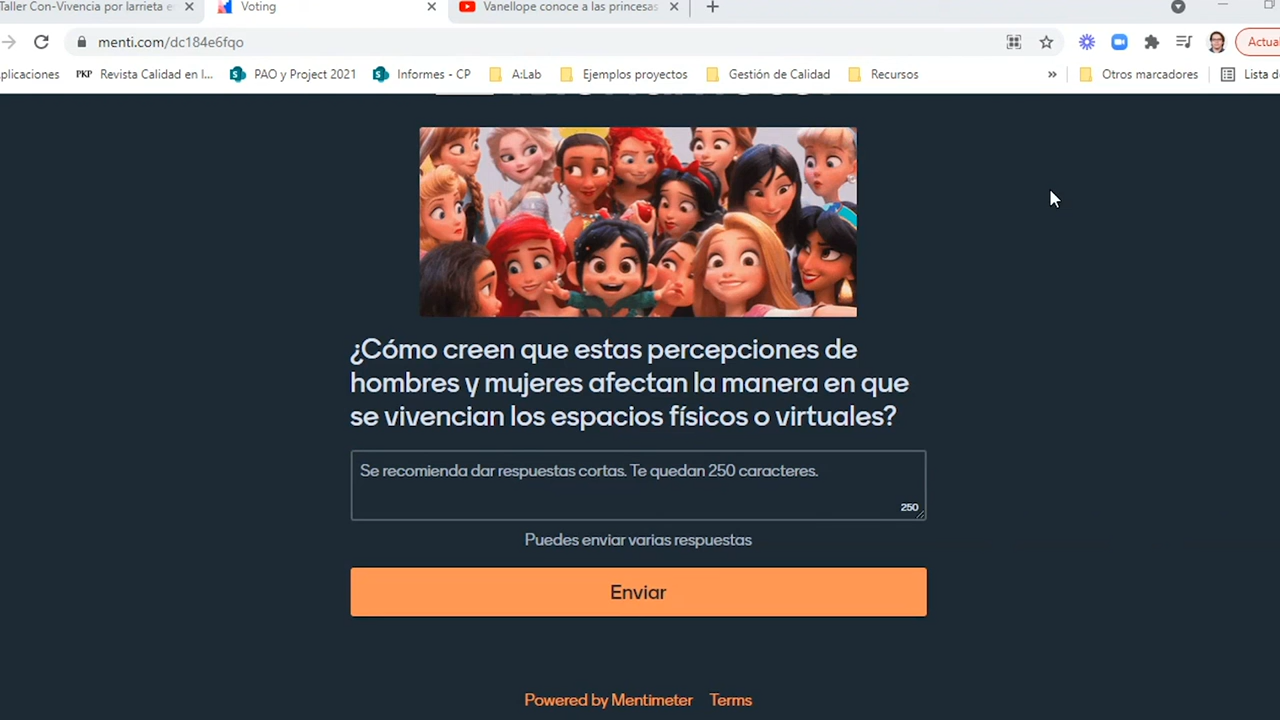 Taller Con-Vivencia por larrieta e
Voting
Vanellope conoce a las princesas
menti.com/dc184e6fqo
Actual
plicaciones
PKP Revista Calidad en l...
PAO y Project 2021
Informes - CP
A:Lab
Ejemplos proyectos
Gestión de Calidad
Recursos
»
Otros marcadores
Lista d
¿Cómo creen que estas percepciones de
hombres y mujeres afectan la manera en que
se vivencian los espacios físicos o virtuales?
Se recomienda dar respuestas cortas. Te quedan 250 caracteres.
250
Puedes enviar varias respuestas
Enviar
Powered by Mentimeter Terms